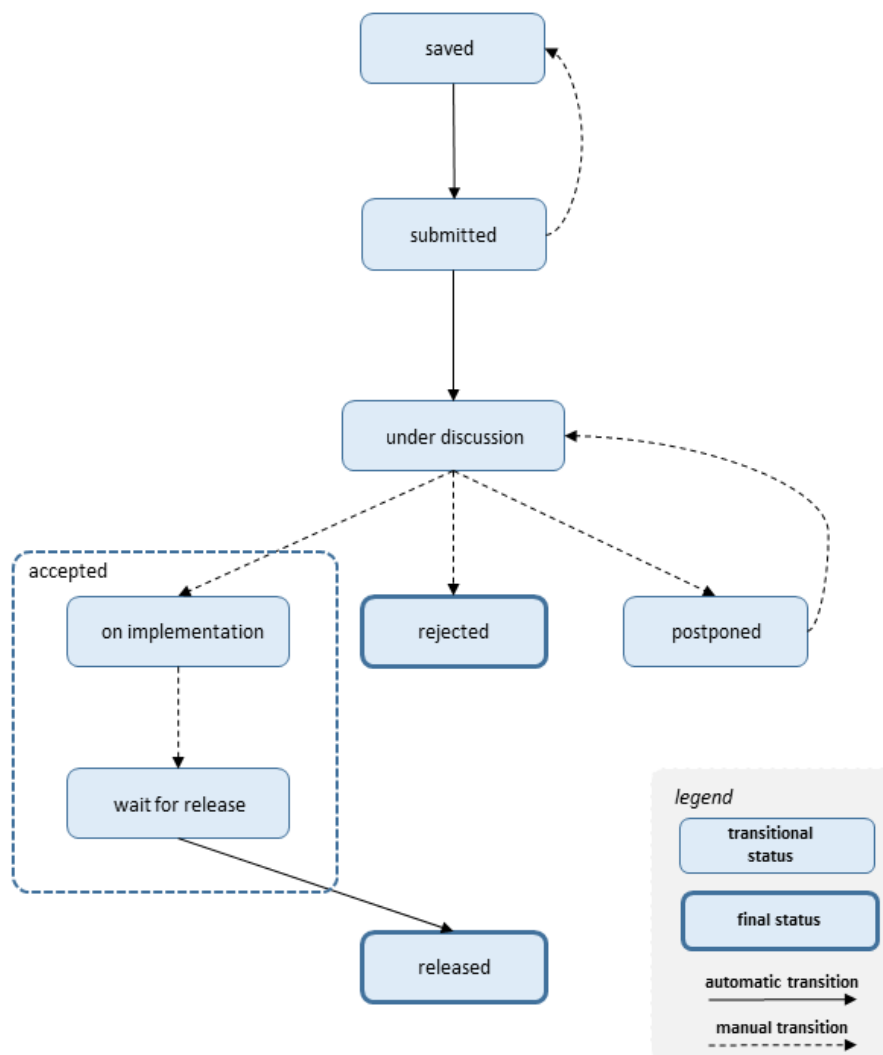 saved
submitted
under discussion
accepted
on implementation
rejected
postponed
wait for release
released
legend
transitional
status
final status
automatic transition
manual transition